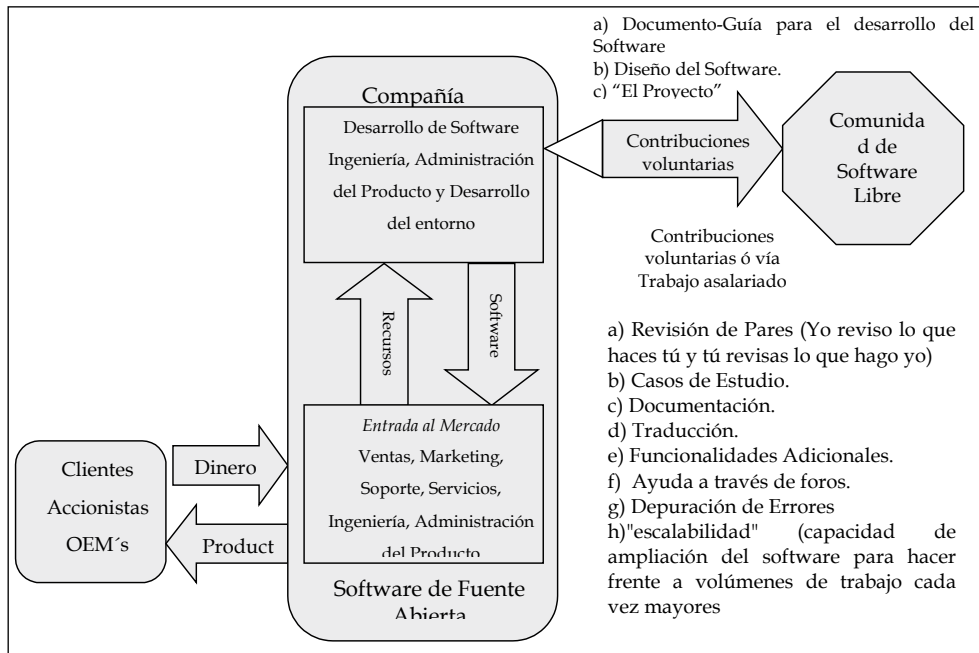 a) Documento-Guía para el desarrollo del
Software
b) Diseño del Software.
c) “El Proyecto”
Compañía
Desarrollo de Software
Ingeniería, Administración
del Producto y Desarrollo
del entorno
Contribuciones
voluntarias
Comunida
d de
Software
Libre
Contribuciones
voluntarias ó vía
Trabajo asalariado
Recursos
Software
a) Revisión de Pares (Yo reviso lo que
haces tú y tú revisas lo que hago yo)
b) Casos de Estudio.
c) Documentación.
d) Traducción.
e) Funcionalidades Adicionales.
f) Ayuda a través de foros.
g) Depuración de Errores
h)"escalabilidad" (capacidad de
ampliación del software para hacer
frente a volúmenes de trabajo cada
vez mayores
Entrada al Mercado
Ventas, Marketing,
Soporte, Servicios,
Ingeniería, Administración
del Producto
Clientes
Accionistas
OEM´s
Dinero
Product
Software de Fuente
Abierta